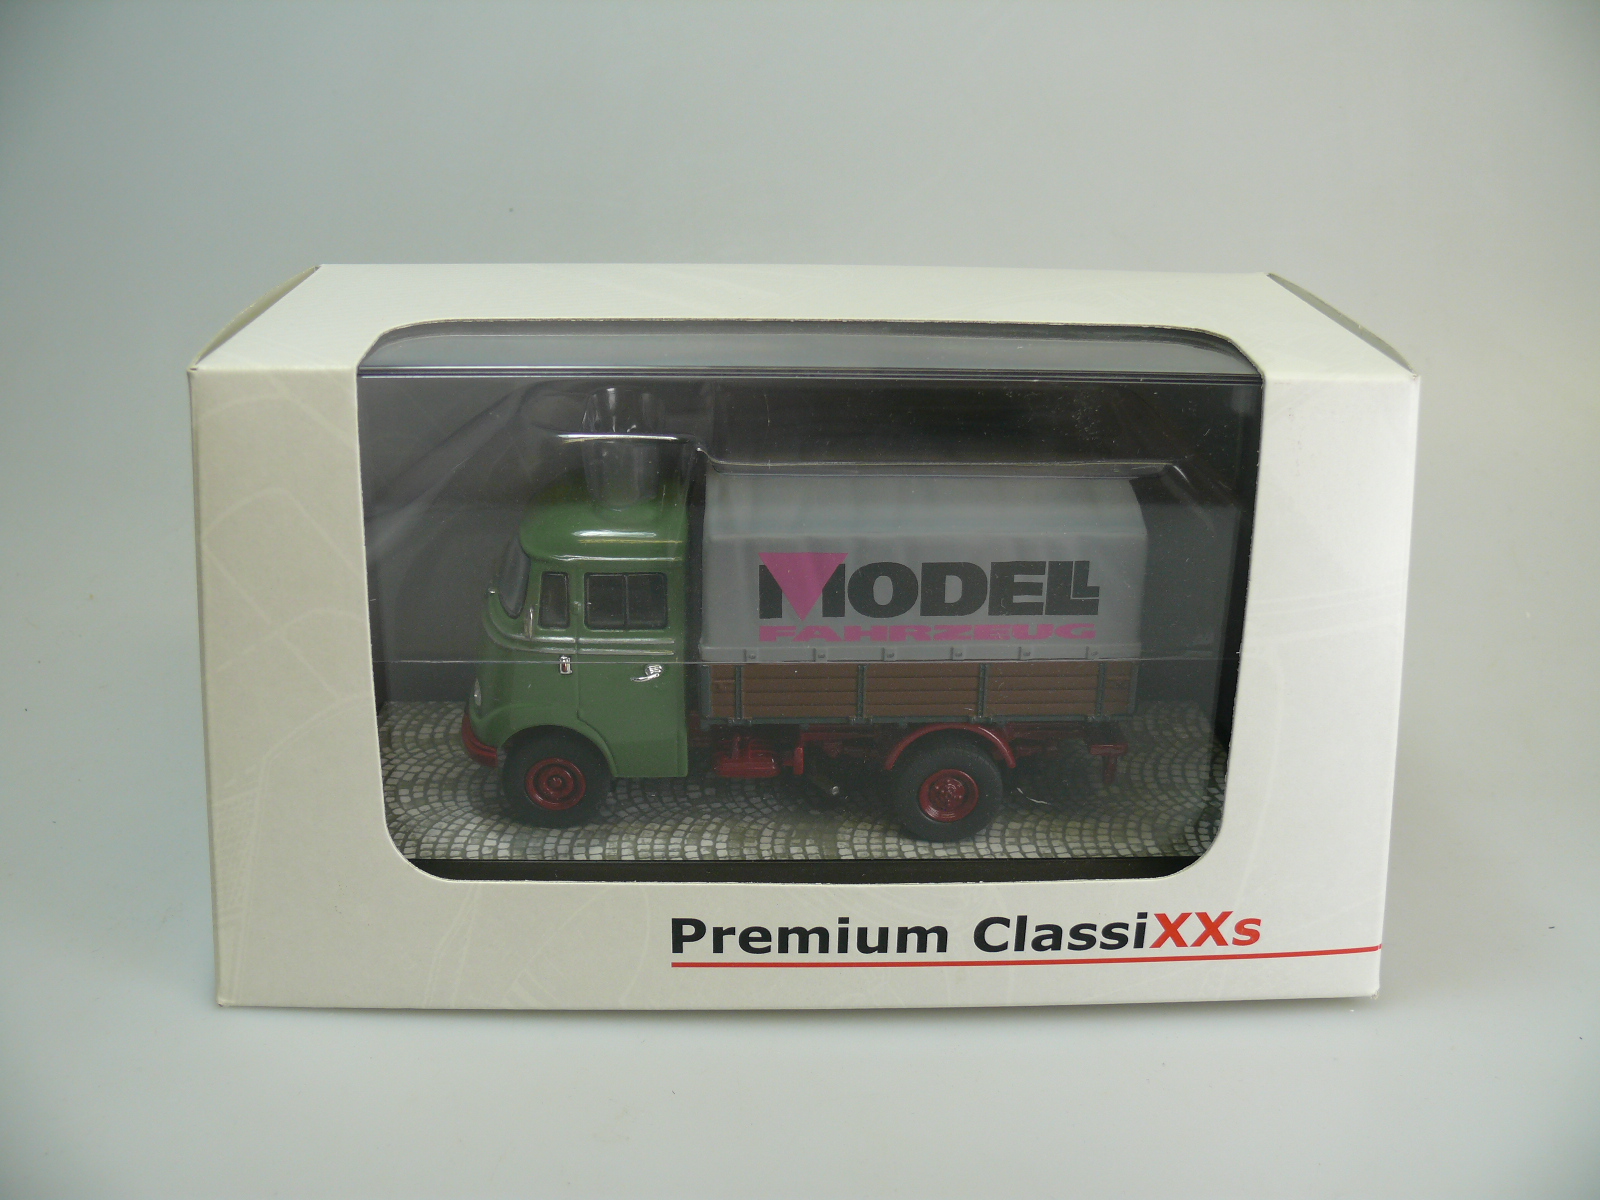 MODELL
FAHRZEUG
Premium ClassiXXs